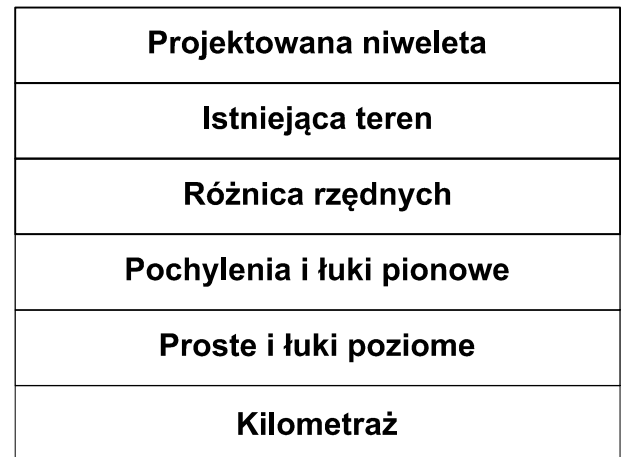 Projektowana niweleta
Istniejąca teren
Różnica rzędnych
Pochylenia i łuki pionowe
Proste i łuki poziome
Kilometraż